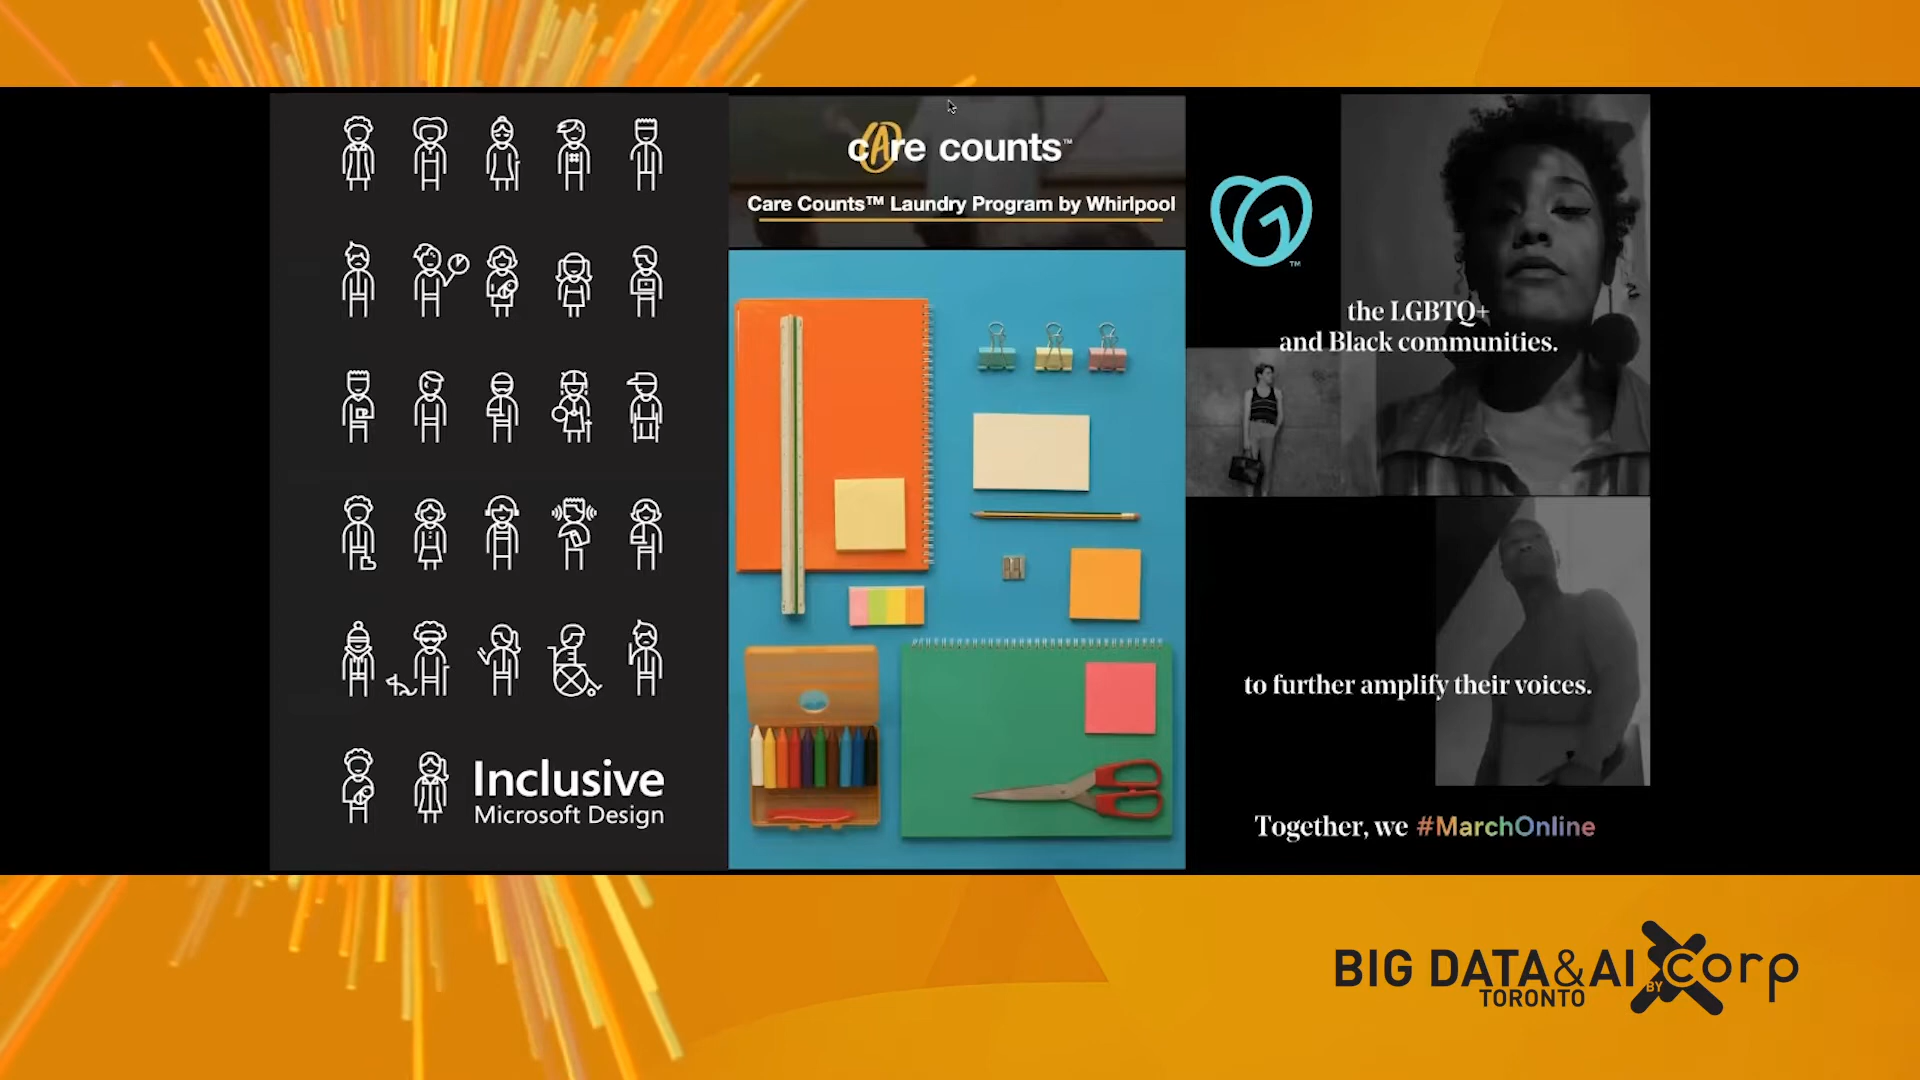 Inclusive
Microsoft Design
cAre counts™
Care Counts™ Laundry Program by Whirlpool
TM
the LGBTQ+
and Black communities.
to further amplify their voices.
Together, we #MarchOnline
BIG DATA&AI
TORONTO
BY
corp